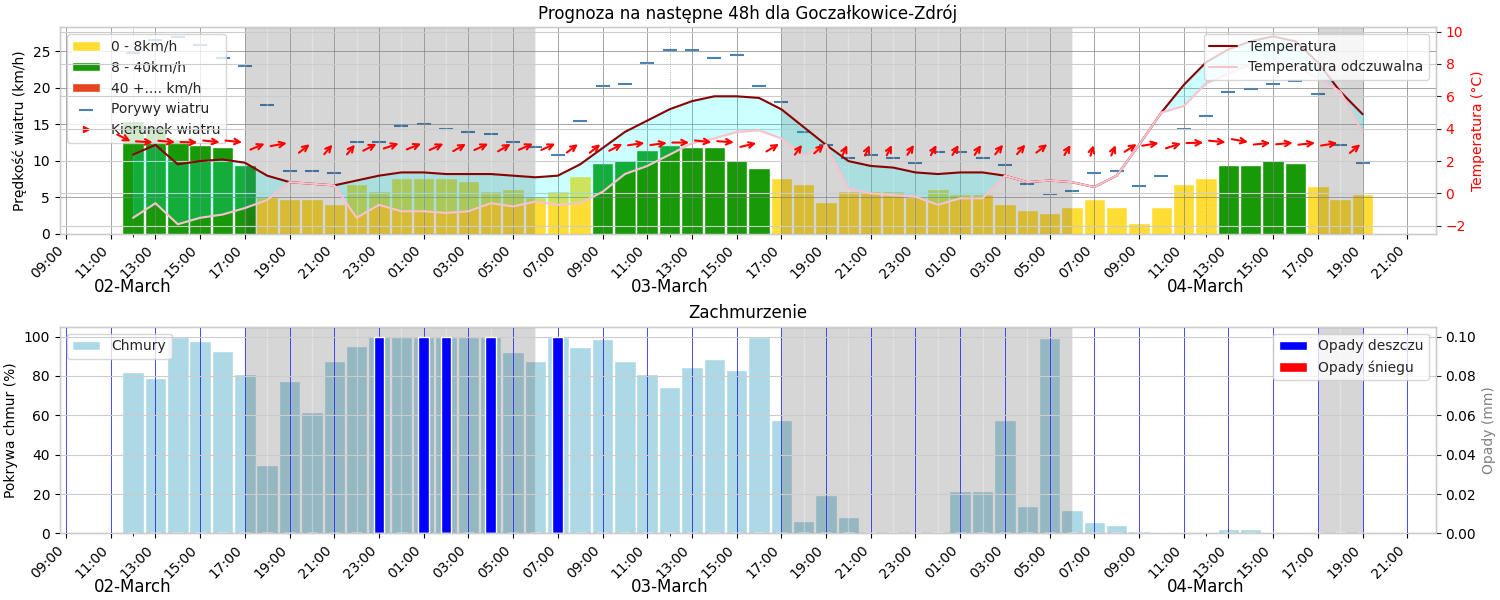 Prognoza na następne 48h dla Goczałkowice-Zdrój
Prędkość wiatru (km/h)
25
20
15
10
5
0
0 - 8km/h
8 - 40km/h
40 +.... km/h
Porywy wiatru
Kierunek wiatru
Temperatura
Temperatura odczuwalna
10
8
6
4
2
0
−2
Temperatura (°C)
09:00 11:00 13:00 15:00 17:00 19:00 21:00 23:00 01:00 03:00 05:00 07:00 09:00 11:00 13:00 15:00 17:00 19:00 21:00 23:00 01:00 03:00 05:00 07:00 09:00 11:00 13:00 15:00 17:00 19:00 21:00
02-March 03-March 04-March
Zachmurzenie
Pokrywa chmur (%)
100
80
60
40
20
0
Chmury
Opady deszczu
Opady śniegu
0.10
0.08
0.06
0.04
0.02
0.00
Opady (mm)
09:00 11:00 13:00 15:00 17:00 19:00 21:00 23:00 01:00 03:00 05:00 07:00 09:00 11:00 13:00 15:00 17:00 19:00 21:00 23:00 01:00 03:00 05:00 07:00 09:00 11:00 13:00 15:00 17:00 19:00 21:00
02-March 03-March 04-March